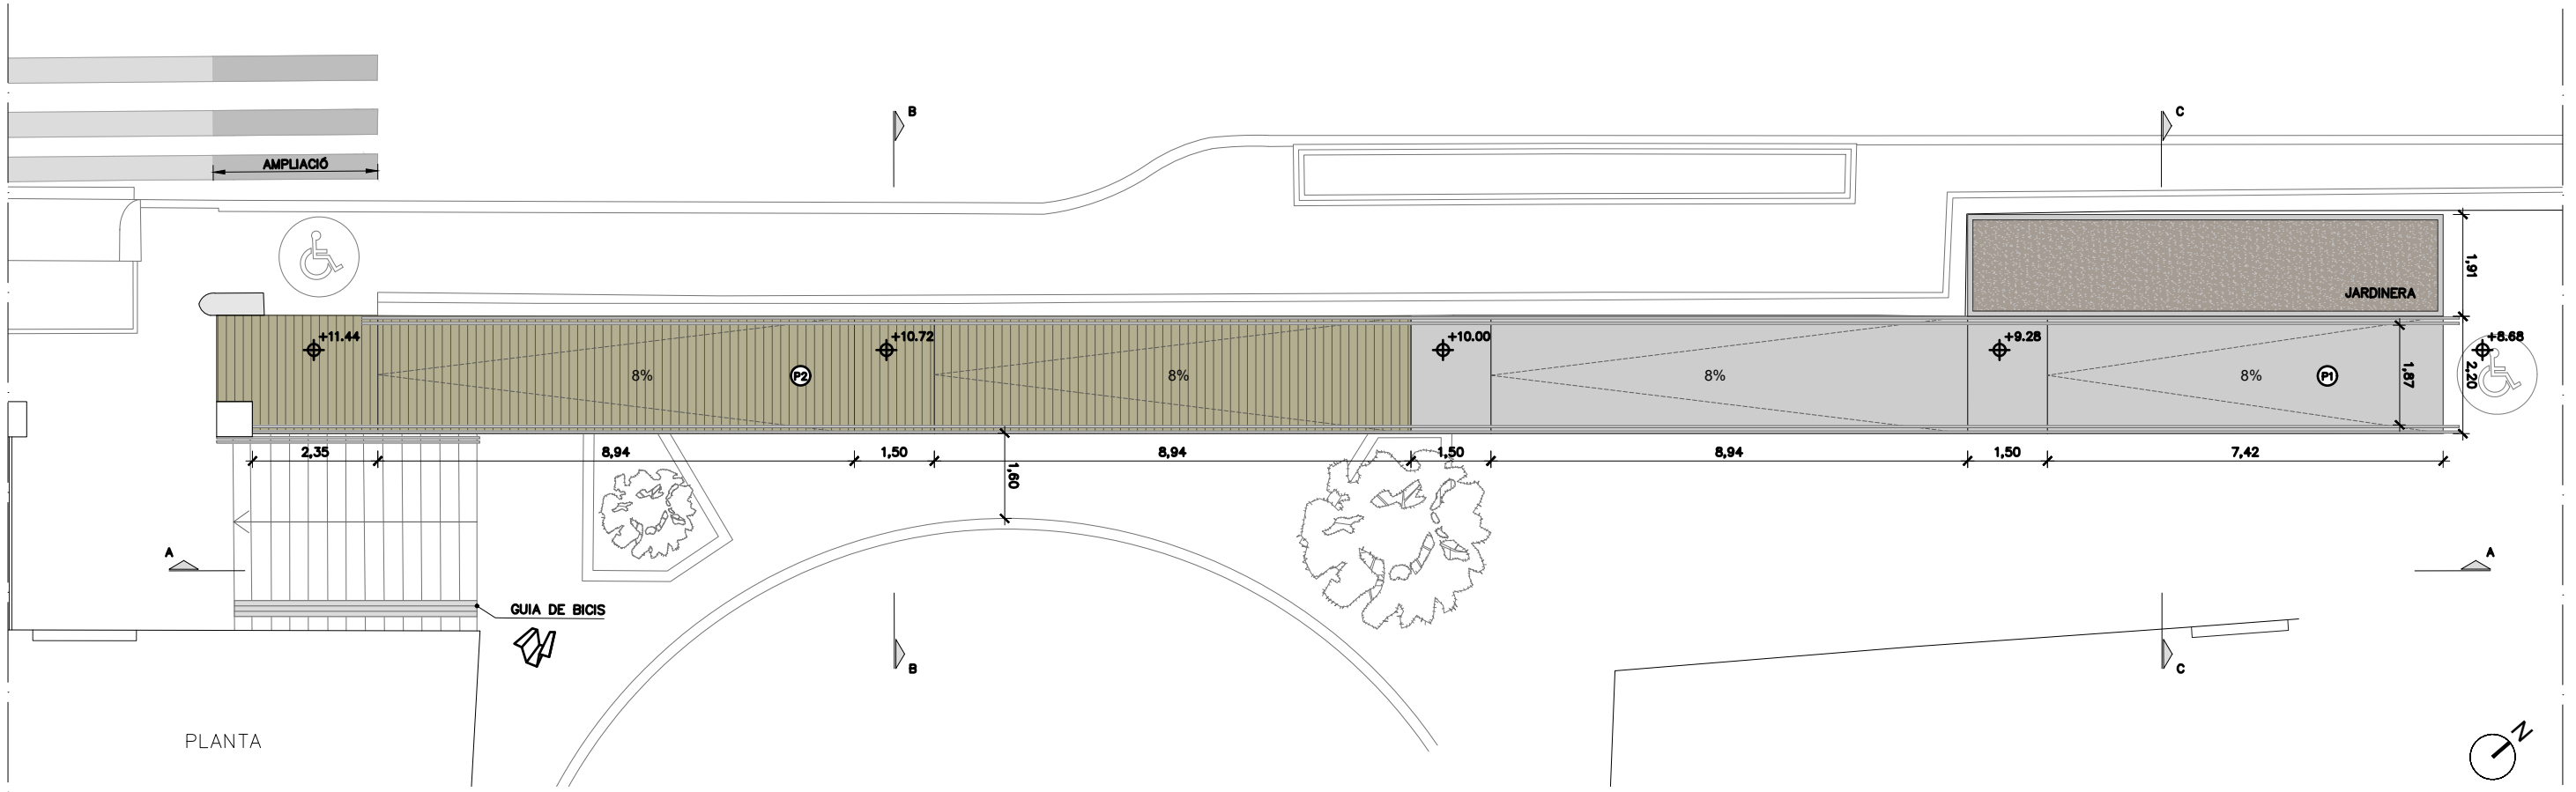 B
C
AMPLIACIÓ
1,91
JARDINERA
+11.44
+10.72
+10.00
+9.28
+8.68
8%
P2
8%
8%
8%
P1
1,87
2,20
2,35
8,94
1,50
8,94
1,50
8,94
1,50
7,42
1,60
A
A
GUIA DE BICIS
B
C
PLANTA
N